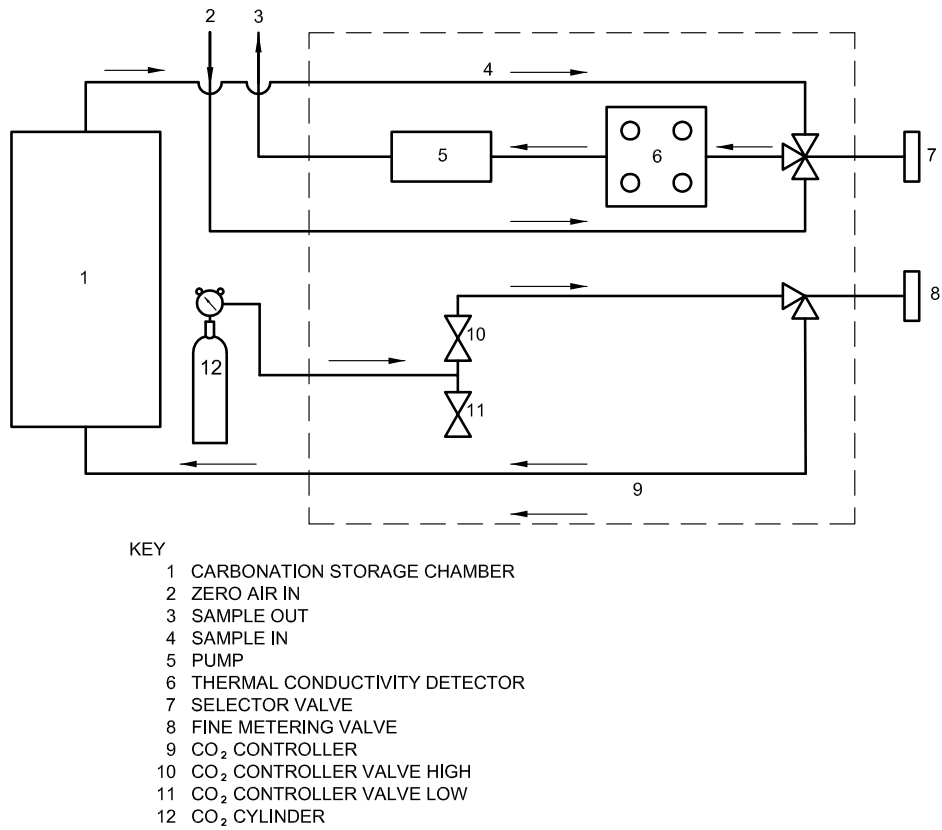 2
3
4
5
6
7
1
8
10
12
11
9
KEY
1 CARBONATION STORAGE CHAMBER
2 ZERO AIR IN
3 SAMPLE OUT
4 SAMPLE IN
5 PUMP
6 THERMAL CONDUCTIVITY DETECTOR
7 SELECTOR VALVE
8 FINE METERING VALVE
9 CO₂ CONTROLLER
10 CO₂ CONTROLLER VALVE HIGH
11 CO₂ CONTROLLER VALVE LOW
12 CO₂ CYLINDER